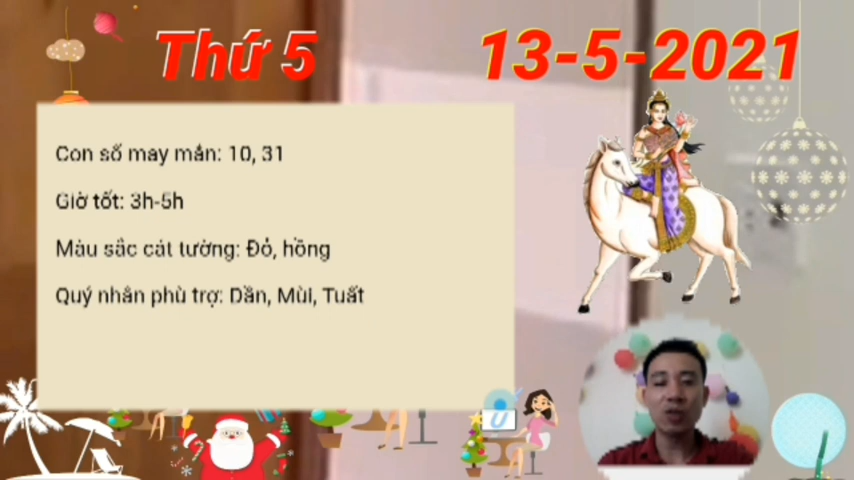 Thứ 5
13-5-2021
Con số may mắn: 10, 31
Giờ tốt: 3h-5h
Màu sắc cát tường: Đỏ, hồng
Quý nhân phù trợ: Dần, Mùi, Tuất
U